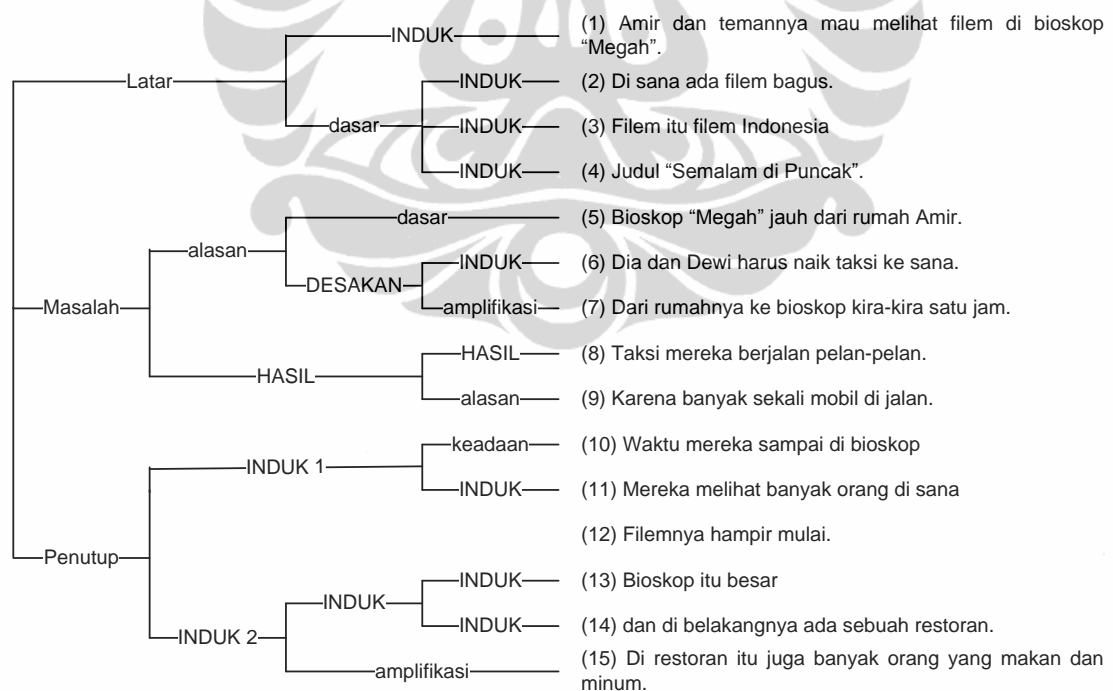 INDUK
(1) Amir dan temannya mau melihat filem di bioskop
“Megah”.
Latar
INDUK
(2) Di sana ada filem bagus.
dasar
INDUK
(3) Filem itu filem Indonesia
INDUK
(4) Judul “Semalam di Puncak”.
dasar
(5) Bioskop “Megah” jauh dari rumah Amir.
alasan
INDUK
(6) Dia dan Dewi harus naik taksi ke sana.
DESAKAN
Masalah
amplifikasi
(7) Dari rumahnya ke bioskop kira-kira satu jam.
HASIL
(8) Taksi mereka berjalan pelan-pelan.
HASIL
alasan
(9) Karena banyak sekali mobil di jalan.
keadaan
(10) Waktu mereka sampai di bioskop
INDUK 1
INDUK
(11) Mereka melihat banyak orang di sana
(12) Filemnya hampir mulai.
Penutup
INDUK
(13) Bioskop itu besar
INDUK
INDUK
(14) dan di belakangnya ada sebuah restoran.
INDUK 2
amplifikasi
(15) Di restoran itu juga banyak orang yang makan dan
minum.